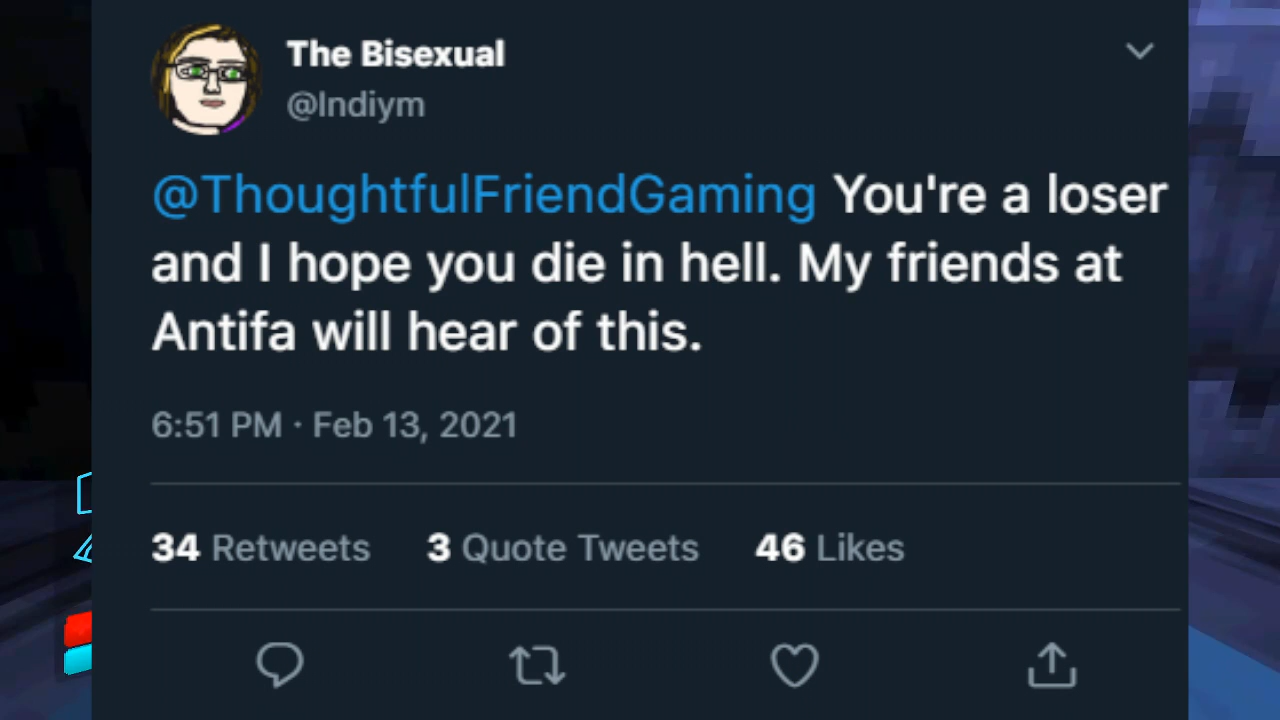 The Bisexual
@Indiym
@ThoughtfulFriendGaming You're a loser
and I hope you die in hell. My friends at
Antifa will hear of this.
6:51 PM · Feb 13, 2021
34 Retweets 3 Quote Tweets 46 Likes